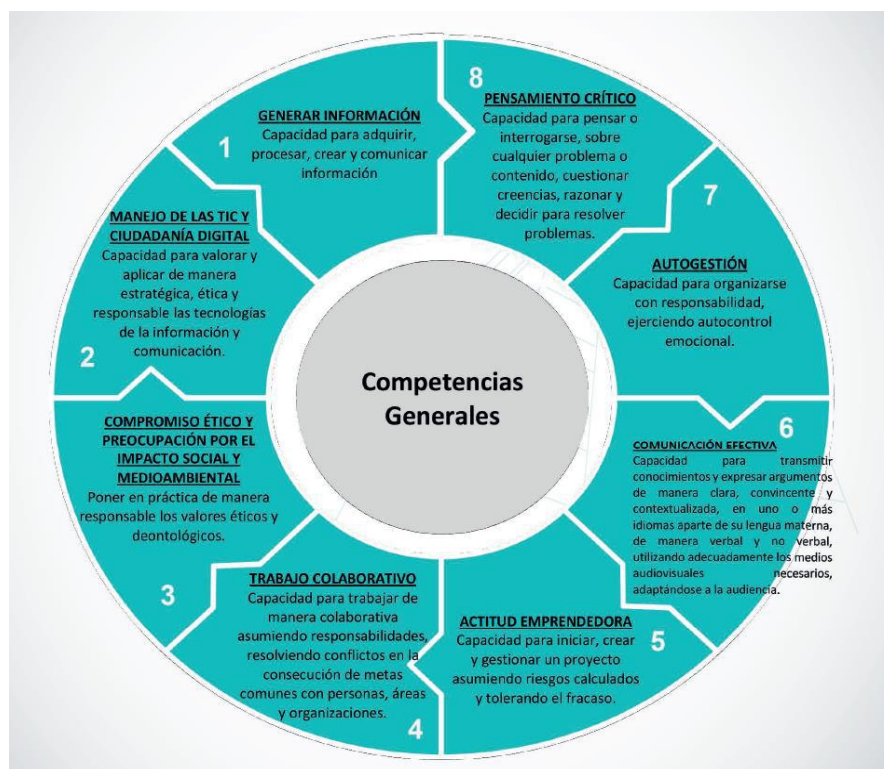 Competencias
Generales
1
GENERAR INFORMACIÓN
Capacidad para adquirir,
procesar, crear y comunicar
información
2
MANEJO DE LAS TIC Y
CIUDADANÍA DIGITAL
Capacidad para valorar y
aplicar de manera
estratégica, ética y
responsable las tecnologías
de la información y
comunicación.
3
COMPROMISO ÉTICO Y
PREOCUPACIÓN POR EL
IMPACTO SOCIAL Y
MEDIOAMBIENTAL
Poner en práctica de manera
responsable los valores éticos y
deontológicos.
4
TRABAJO COLABORATIVO
Capacidad para trabajar de
manera colaborativa
asumiendo responsabilidades,
resolviendo conflictos en la
consecución de metas
comunes con personas, áreas
y organizaciones.
5
ACTITUD EMPRENDEDORA
Capacidad para iniciar, crear
y gestionar un proyecto
asumiendo riesgos calculados
y tolerando el fracaso.
6
COMUNICACIÓN EFECTIVA
Capacidad para transmitir
conocimientos y expresar argumentos
de manera clara, convincente y
contextualizada, en uno o más
idiomas aparte de su lengua materna,
de manera verbal y no verbal,
utilizando adecuadamente los medios
audiovisuales necesarios,
adaptándose a la audiencia.
7
AUTOGESTIÓN
Capacidad para organizarse
con responsabilidad,
ejerciendo autocontrol
emocional.
8
PENSAMIENTO CRÍTICO
Capacidad para pensar o
interrogarse, sobre
cualquier problema o
contenido, cuestionar
creencias, razonar y
decidir para resolver
problemas.